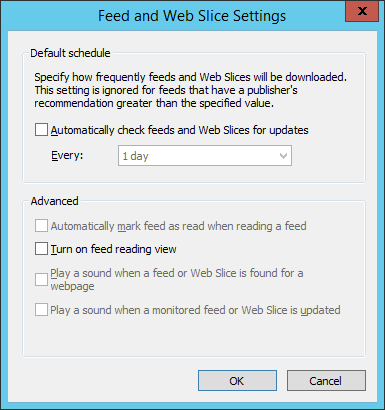 Feed and Web Slice Settings
x
Default schedule
Specify how frequently feeds and Web Slices will be downloaded.
This setting is ignored for feeds that have a publisher's
recommendation greater than the specified value.
Automatically check feeds and Web Slices for updates
Every: 1 day
Advanced
Automatically mark feed as read when reading a feed
Turn on feed reading view
Play a sound when a feed or Web Slice is found for a
webpage
Play a sound when a monitored feed or Web Slice is updated
OK Cancel